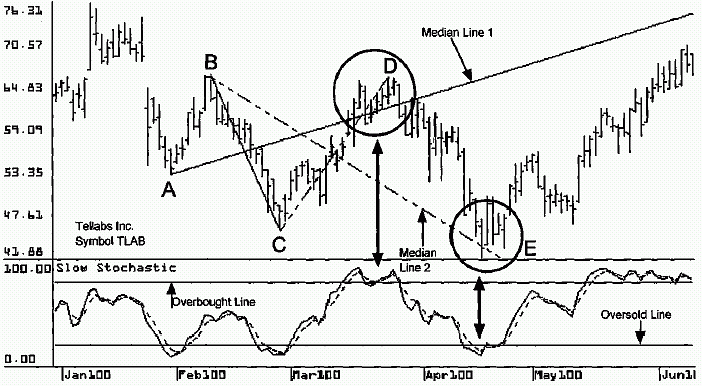 76.31
Median Line 1
70.57
B
D
64.83
59.09
53.35
A
47.61
C
E
Tellabs Inc.
Symbol TLAB
Median
Line 2
41.88
100.00 Slow Stochastic
Overbought Line
Oversold Line
0.00
Jan100 Feb100 Mar100 Apr100 May100 Jun1